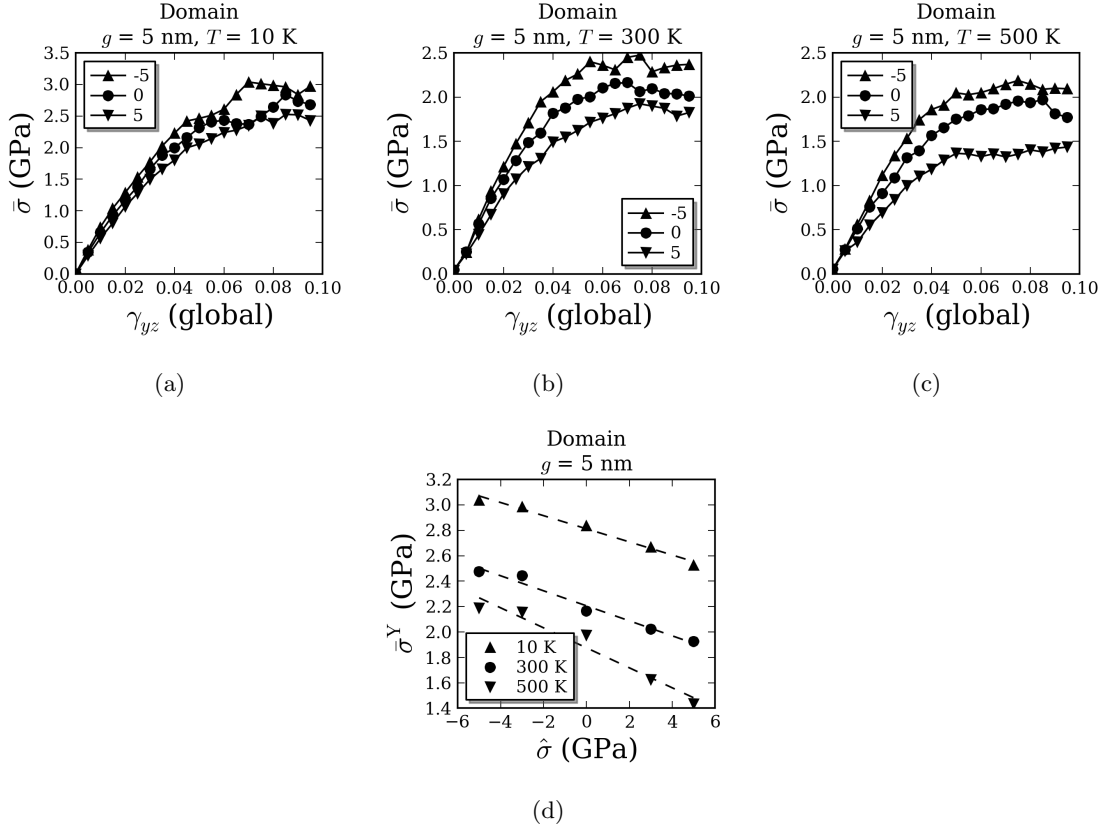 Domain
g = 5 nm, T = 10 K
3.5
3.0
2.5
2.0
1.5
1.0
0.5
0.0
-5
0
5
σ̄ (GPa)
0.00 0.02 0.04 0.06 0.08 0.10
γyz (global)
(a)
Domain
g = 5 nm, T = 300 K
2.5
2.0
1.5
1.0
0.5
0.0
-5
0
5
σ̄ (GPa)
0.00 0.02 0.04 0.06 0.08 0.10
γyz (global)
(b)
Domain
g = 5 nm, T = 500 K
2.5
2.0
1.5
1.0
0.5
0.0
-5
0
5
σ̄ (GPa)
0.00 0.02 0.04 0.06 0.08 0.10
γyz (global)
(c)
Domain
g = 5 nm
3.2
3.0
2.8
2.6
2.4
2.2
2.0
1.8
1.6
1.4
σ̄Y (GPa)
10 K
300 K
500 K
−6 −4 −2 0 2 4 6
σ̂ (GPa)
(d)